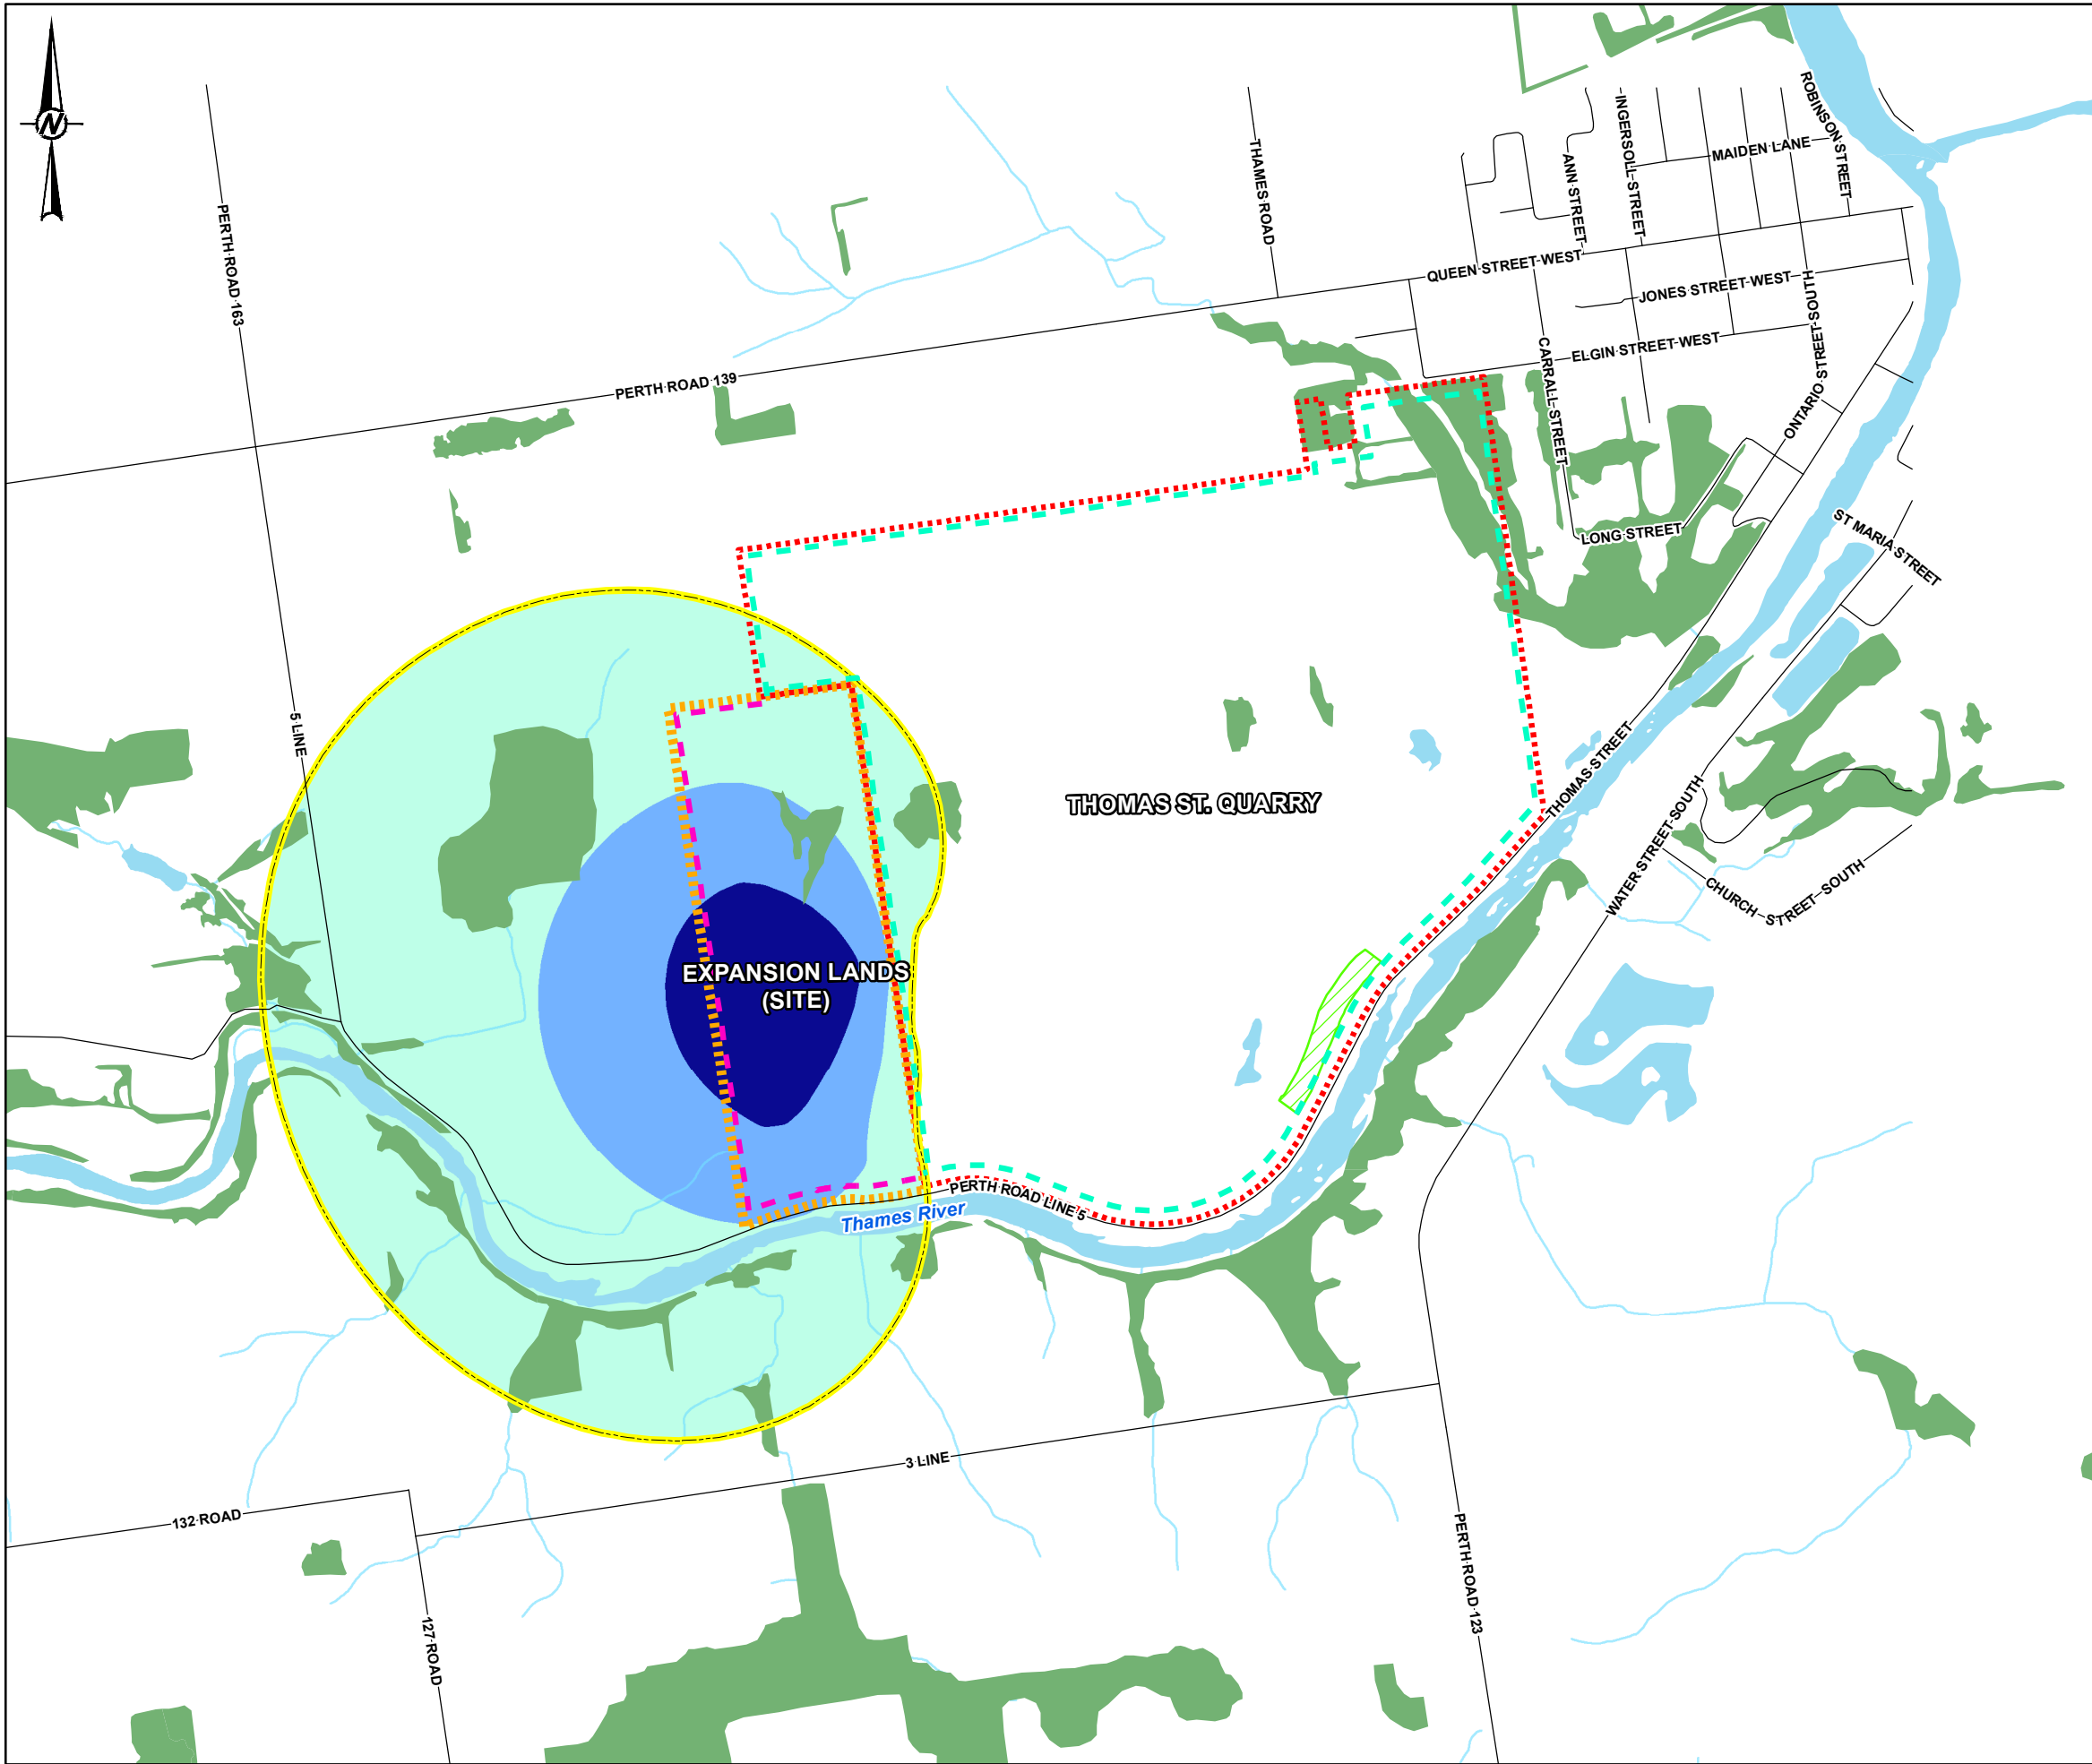 N
ROBINSON STREET
INGERSOLL STREET
MAIDEN LANE
THAMES ROAD
ANN STREET
PERTH ROAD 163
QUEEN STREET WEST
JONES STREET WEST
SOUTH STREET SOUTH
CARRALL STREET
ELGIN STREET WEST
PERTH ROAD 139
ONTARIO STREET
LONG STREET
ST MARIA STREET
5 LINE
THOMAS STREET
THOMAS ST. QUARRY
WATER STREET SOUTH
CHURCH STREET SOUTH
EXPANSION LANDS
(SITE)
PERTH ROAD LINE 5
Thames River
3 LINE
132 ROAD
PERTH ROAD 123
127 ROAD